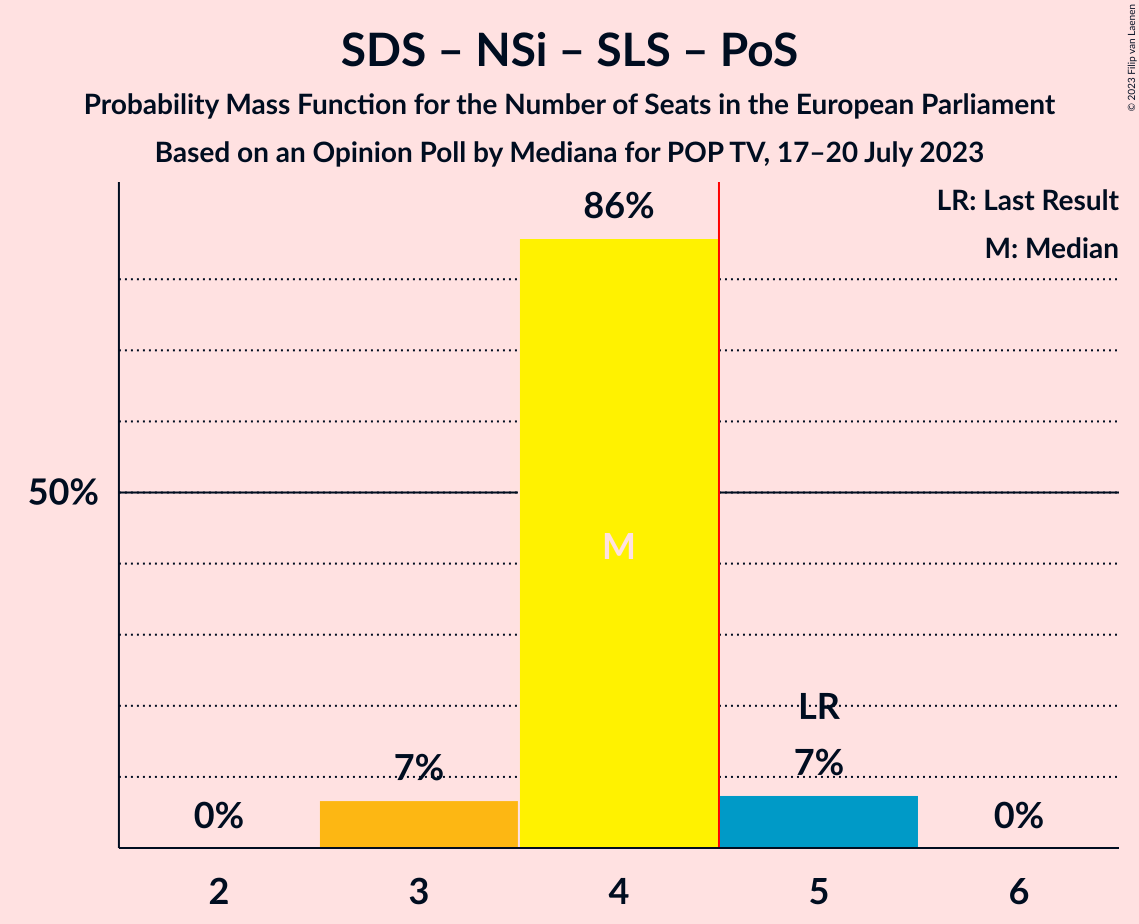 SDS – NSi – SLS – PoS
Probability Mass Function for the Number of Seats in the European Parliament
Based on an Opinion Poll by Mediana for POP TV, 17–20 July 2023
© 2023 Filip van Laenen
LR: Last Result
M: Median
86%
50%
M
LR
7%
7%
0%
0%
2 3 4 5 6